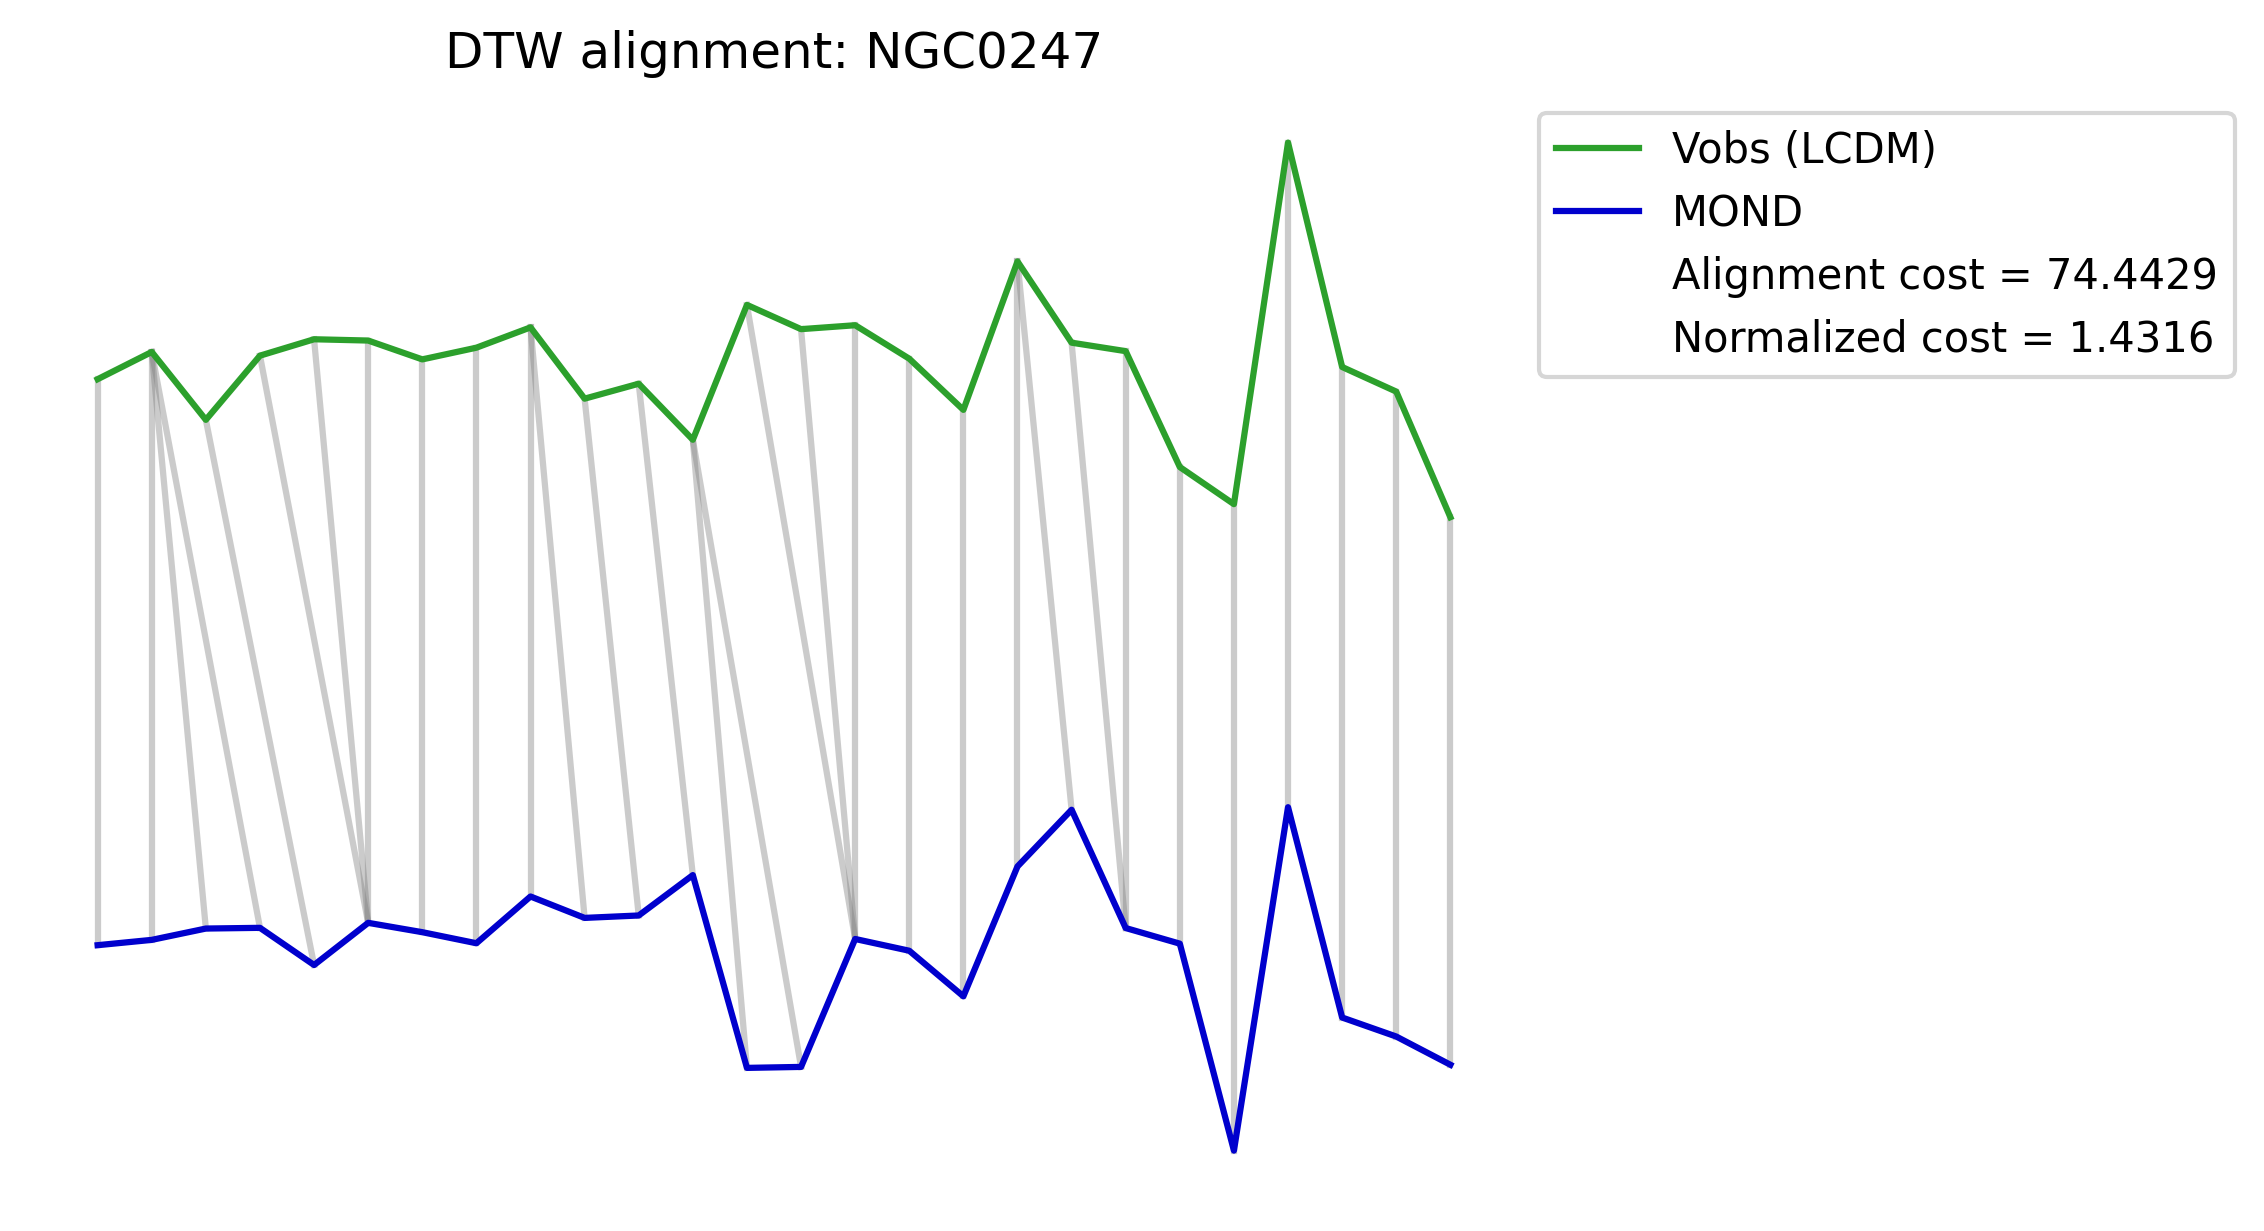 DTW alignment: NGC0247
Vobs (LCDM)
MOND
Alignment cost = 74.4429
Normalized cost = 1.4316